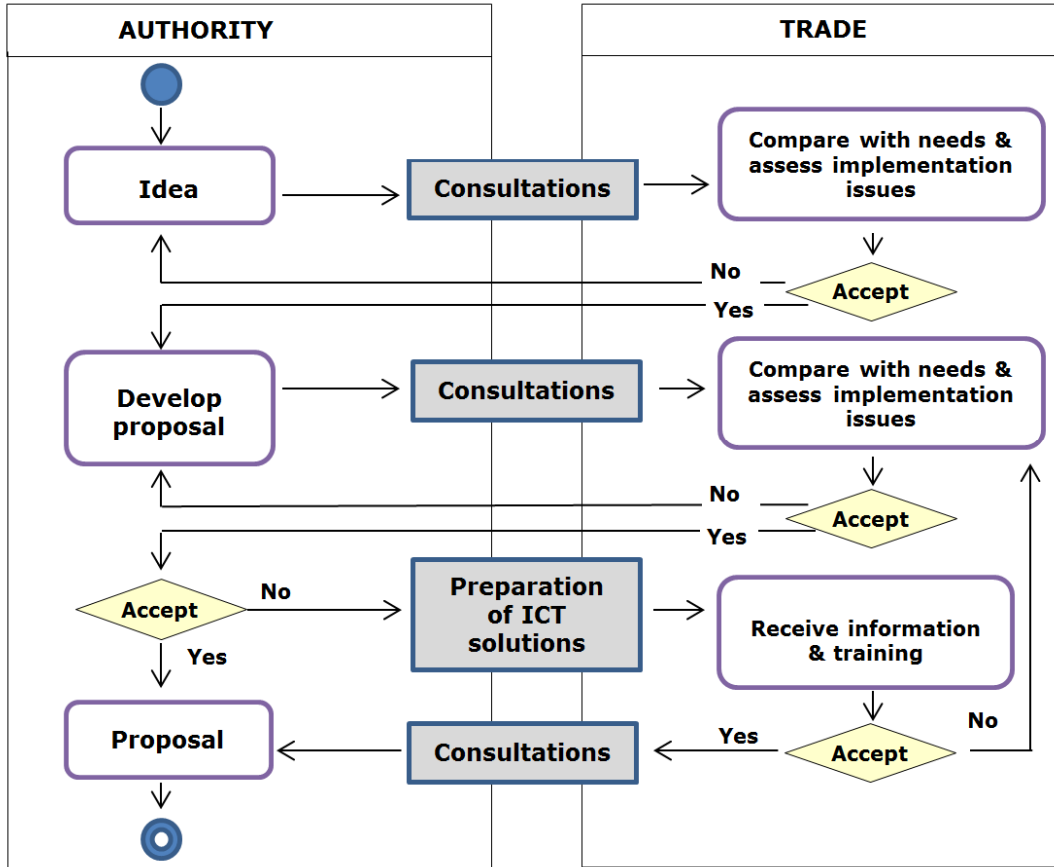 AUTHORITY
TRADE
Idea
Consultations
Compare with needs &
assess implementation
issues
No
Accept
Yes
Develop
proposal
Consultations
Compare with needs &
assess implementation
issues
No
Accept
Yes
Accept
No
Preparation
of ICT
solutions
Receive information
& training
Yes
Proposal
Consultations
Yes
Accept
No